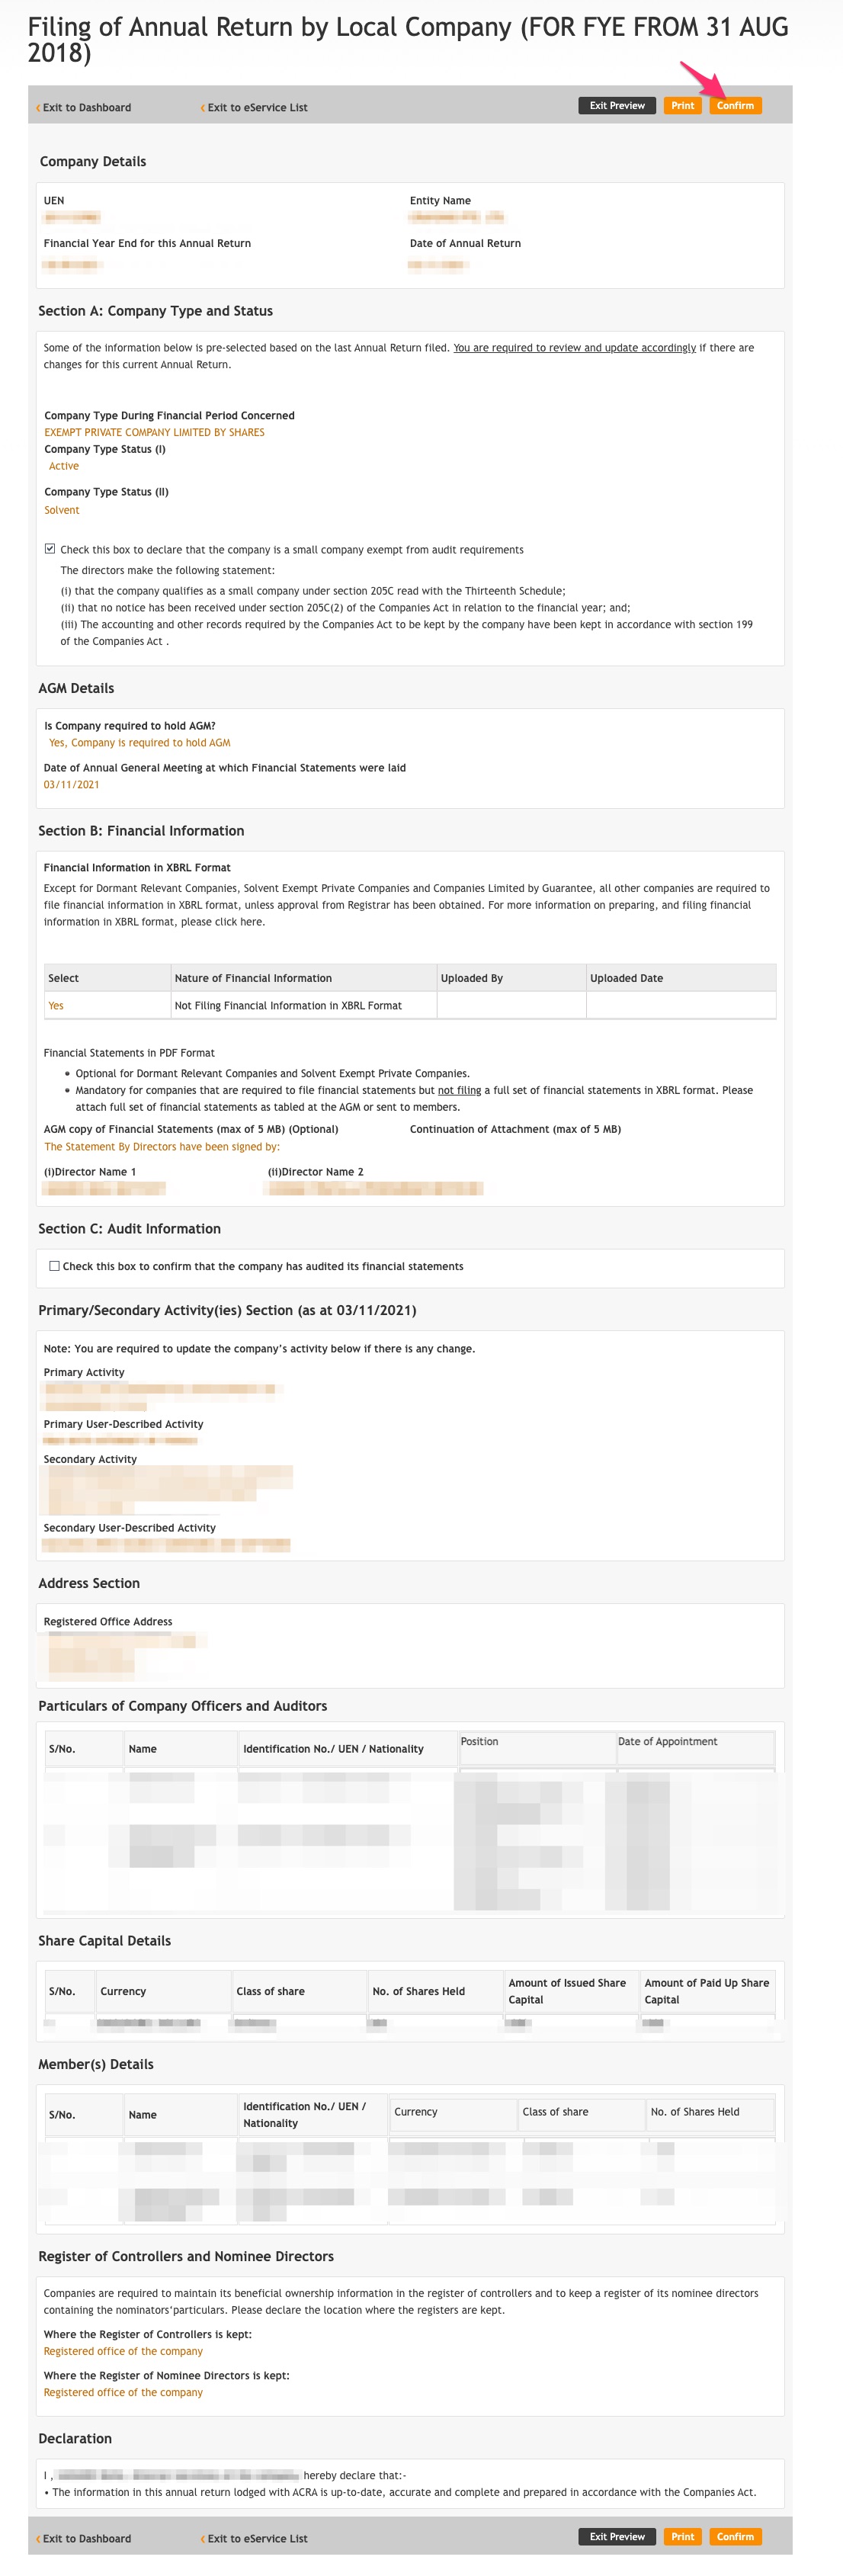 Filing of Annual Return by Local Company (FOR FYE FROM 31 AUG
2018)
‹ Exit to Dashboard
‹ Exit to eService List
Exit Preview
Print
Confirm
Company Details
UEN
Entity Name
Financial Year End for this Annual Return
Date of Annual Return
Section A: Company Type and Status
Some of the information below is pre-selected based on the last Annual Return filed. You are required to review and update accordingly if there are
changes for this current Annual Return.
Company Type During Financial Period Concerned
EXEMPT PRIVATE COMPANY LIMITED BY SHARES
Company Type Status (I)
Active
Company Type Status (II)
Solvent
Check this box to declare that the company is a small company exempt from audit requirements
The directors make the following statement:
(i) that the company qualifies as a small company under section 205C read with the Thirteenth Schedule;
(ii) that no notice has been received under section 205C(2) of the Companies Act in relation to the financial year; and;
(iii) The accounting and other records required by the Companies Act to be kept by the company have been kept in accordance with section 199
of the Companies Act .
AGM Details
Is Company required to hold AGM?
Yes, Company is required to hold AGM
Date of Annual General Meeting at which Financial Statements were laid
03/11/2021
Section B: Financial Information
Financial Information in XBRL Format
Except for Dormant Relevant Companies, Solvent Exempt Private Companies and Companies Limited by Guarantee, all other companies are required to
file financial information in XBRL format, unless approval from Registrar has been obtained. For more information on preparing, and filing financial
information in XBRL format, please click here.
Select
Nature of Financial Information
Uploaded By
Uploaded Date
Yes
Not Filing Financial Information in XBRL Format
Financial Statements in PDF Format
• Optional for Dormant Relevant Companies and Solvent Exempt Private Companies.
• Mandatory for companies that are required to file financial statements but not filing a full set of financial statements in XBRL format. Please
attach full set of financial statements as tabled at the AGM or sent to members.
AGM copy of Financial Statements (max of 5 MB) (Optional)
Continuation of Attachment (max of 5 MB)
The Statement By Directors have been signed by:
(i)Director Name 1
(ii)Director Name 2
Section C: Audit Information
Check this box to confirm that the company has audited its financial statements
Primary/Secondary Activity(ies) Section (as at 03/11/2021)
Note: You are required to update the company's activity below if there is any change.
Primary Activity
Primary User-Described Activity
Secondary Activity
Secondary User-Described Activity
Address Section
Registered Office Address
Particulars of Company Officers and Auditors
S/No.
Name
Identification No./ UEN / Nationality
Position
Date of Appointment
Share Capital Details
S/No.
Currency
Class of share
No. of Shares Held
Amount of Issued Share
Capital
Amount of Paid Up Share
Capital
Member(s) Details
S/No.
Name
Identification No./ UEN /
Nationality
Currency
Class of share
No. of Shares Held
Register of Controllers and Nominee Directors
Companies are required to maintain its beneficial ownership information in the register of controllers and to keep a register of its nominee directors
containing the nominators'particulars. Please declare the location where the registers are kept.
Where the Register of Controllers is kept:
Registered office of the company
Where the Register of Nominee Directors is kept:
Registered office of the company
Declaration
I , hereby declare that:-
• The information in this annual return lodged with ACRA is up-to-date, accurate and complete and prepared in accordance with the Companies Act.
‹ Exit to Dashboard
‹ Exit to eService List
Exit Preview
Print
Confirm